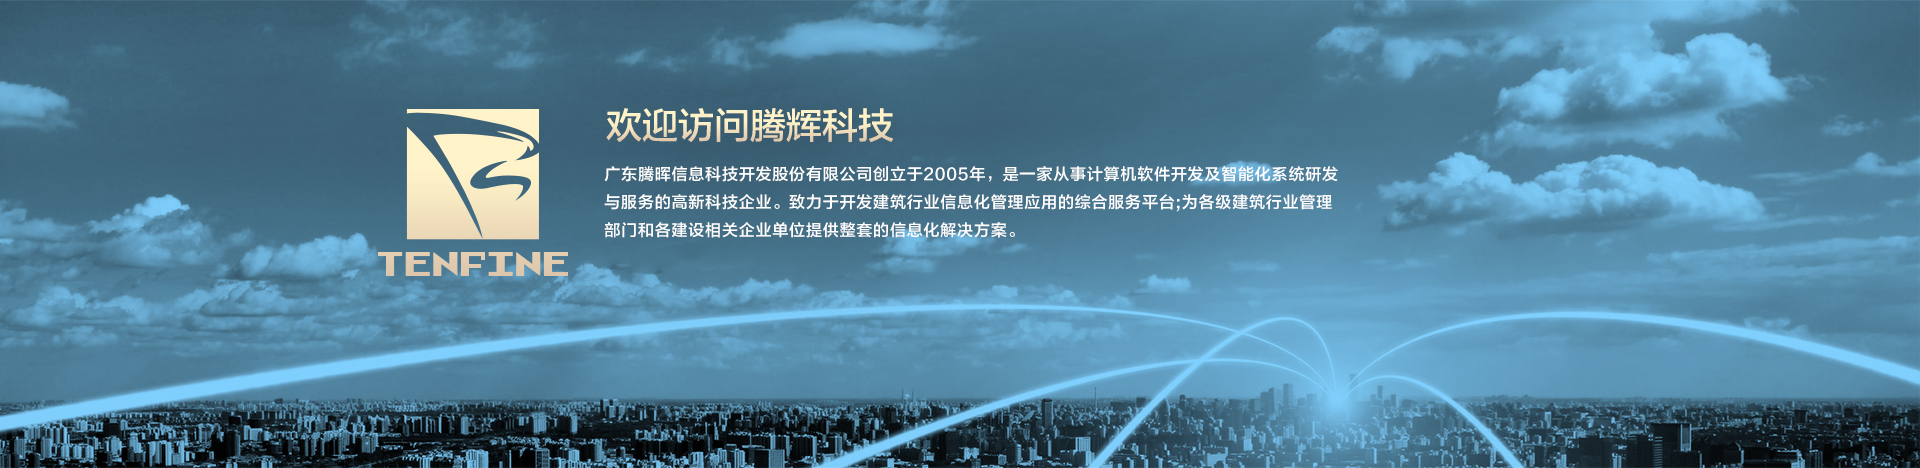 欢迎访问腾辉科技
广东腾晖信息科技开发股份有限公司创立于2005年，是一家从事计算机软件开发及智能化系统研发
与服务的高新科技企业。致力于开发建筑行业信息化管理应用的综合服务平台;为各级建筑行业管理
部门和各建设相关企业单位提供整套的信息化解决方案。
TENFINE